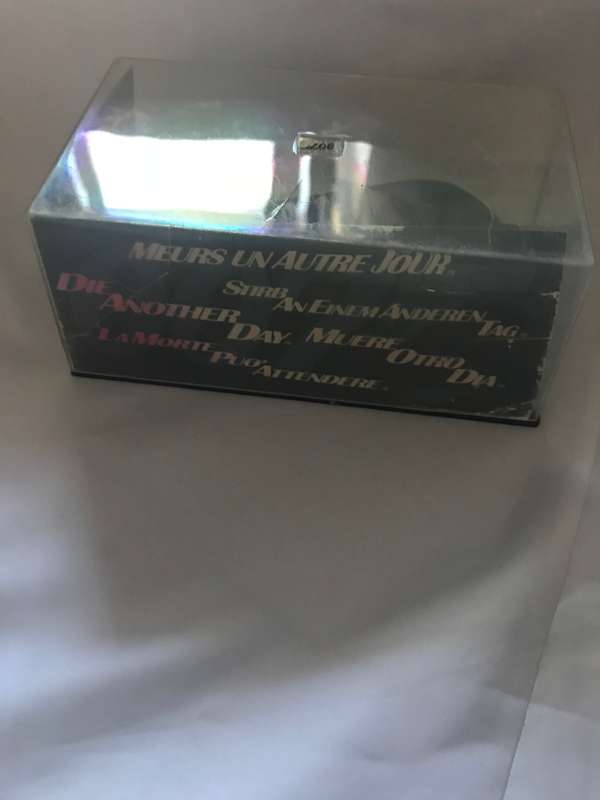 MEURS UN AUTRE JOUR
DIE ANOTHER DAY
STIRB AN EINEM ANDEREN TAG
MUERE OTRO DIA
LA MORTE PUO' ATTENDERE